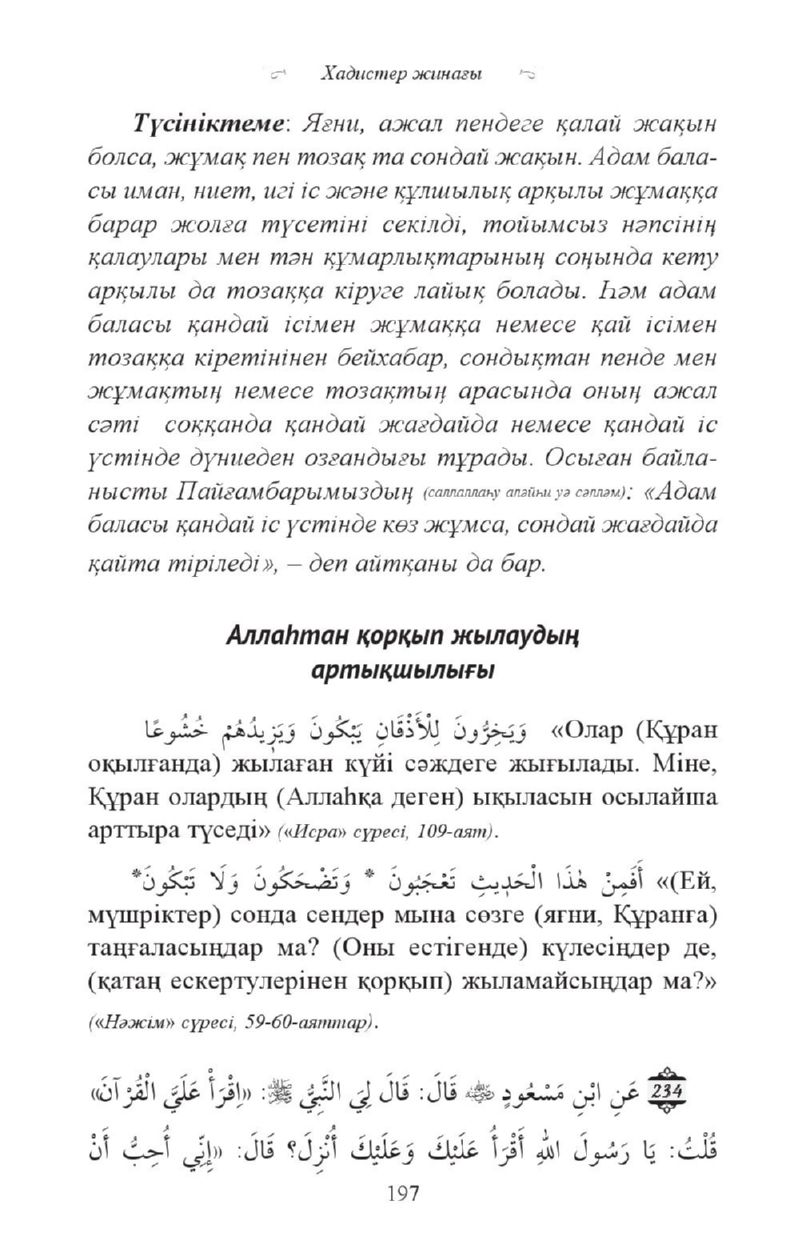 Хадистер жинағы
Түсініктеме: Яғни, ажал пендеге қалай жақын
болса, жұмақ пен тозақ та сондай жақын. Адам бала-
сы иман, ниет, игі іс және құлшылық арқылы жұмаққа
барар жолға түсетіні секілді, тойымсыз нәпсінің
қалаулары мен тән құмарлықтарының соңында кету
арқылы да тозаққа кіруге лайық болады. Һәм адам
баласы қандай ісімен жұмаққа немесе қай ісімен
тозаққа кіретінінен бейхабар, сондықтан пенде мен
жұмақтың немесе тозақтың арасында оның ажал
сәті соққанда қандай жағдайда немесе қандай іс
үстінде дүниеден озғандығы тұрады. Осыған байла-
нысты Пайғамбарымыздың (саллаллаһу аләйһи уә сәлләм): «Адам
баласы қандай іс үстінде көз жұмса, сондай жағдайда
қайта тіріледі», – деп айтқаны да бар.
Аллаһтан қорқып жылаудың
артықшылығы
وَيَخِرُّونَ لِلْأَذْقَانِ يَبْكُونَ وَيَزِيدُهُمْ خُشُوعًا «Олар (Құран
оқылғанда) жылаған күйі сәждеге жығылады. Міне,
Құран олардың (Аллаһқа деген) ықыласын осылайша
арттыра түседі» («Исра» сүресі, 109-аят).
أَفَمِنْ هَٰذَا الْحَدِيثِ تَعْجَبُونَ * وَتَضْحَكُونَ وَلَا تَبْكُونَ* «(Ей,
мүшріктер) сонда сендер мына сөзге (яғни, Құранға)
таңғаласыңдар ма? (Оны естігенде) күлесіңдер де,
(қатаң ескертулерінен қорқып) жыламайсыңдар ма?»
(«Нәжім» сүресі, 59-60-аяттар).
234 عَنِ ابْنِ مَسْعُودٍ ﷺ قَالَ: قَالَ لِيَ النَّبِيُّ ﷺ: «اِقْرَأْ عَلَيَّ الْقُرْآنَ»
قُلْتُ: يَا رَسُولَ اللهِ أَقْرَأُ عَلَيْكَ وَعَلَيْكَ أُنْزِلَ؟ قَالَ: «إِنِّي أُحِبُّ أَنْ
197